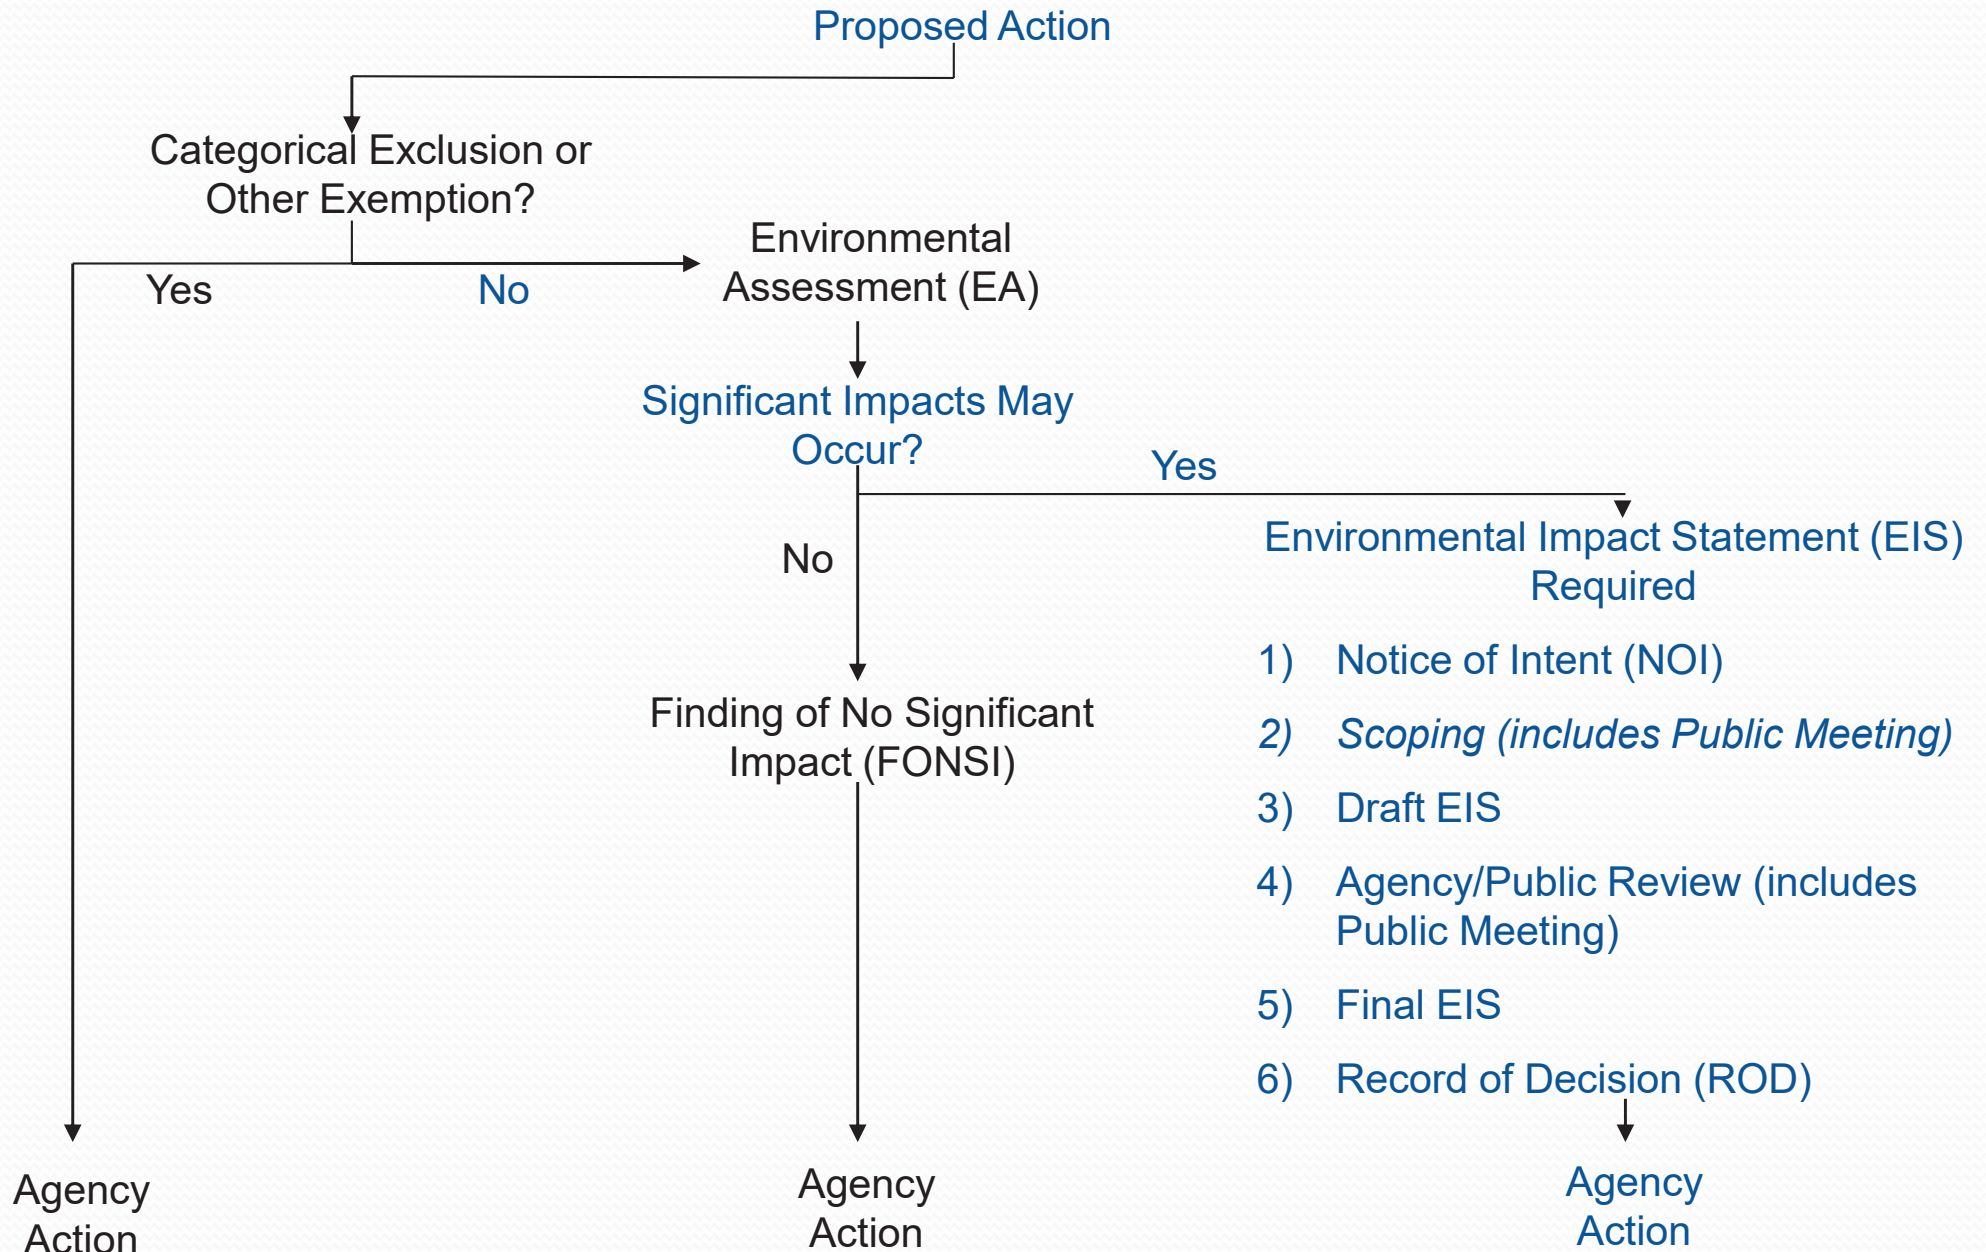 Proposed Action
Categorical Exclusion or
Other Exemption?
Environmental
Assessment (EA)
Yes
No
Significant Impacts May
Occur?
Yes
No
Environmental Impact Statement (EIS)
Required
1) Notice of Intent (NOI)
2) Scoping (includes Public Meeting)
3) Draft EIS
4) Agency/Public Review (includes
Public Meeting)
5) Final EIS
6) Record of Decision (ROD)
Finding of No Significant
Impact (FONSI)
Agency
Action
Agency
Action
Agency
Action